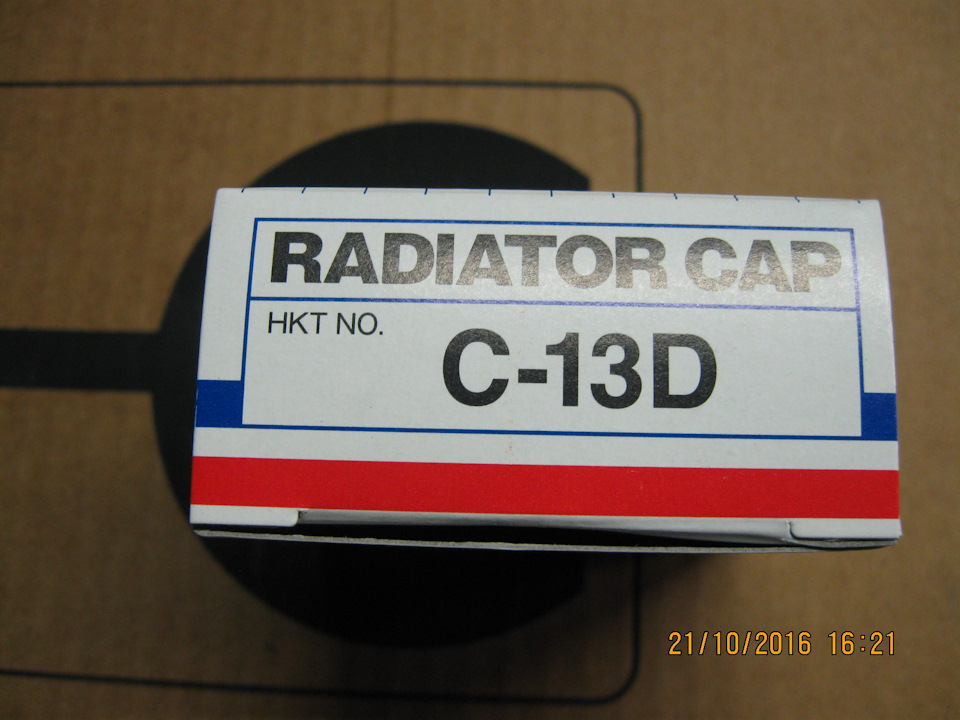 RADIATOR CAP
HKT NO.
C-13D
21/10/2016 16:21